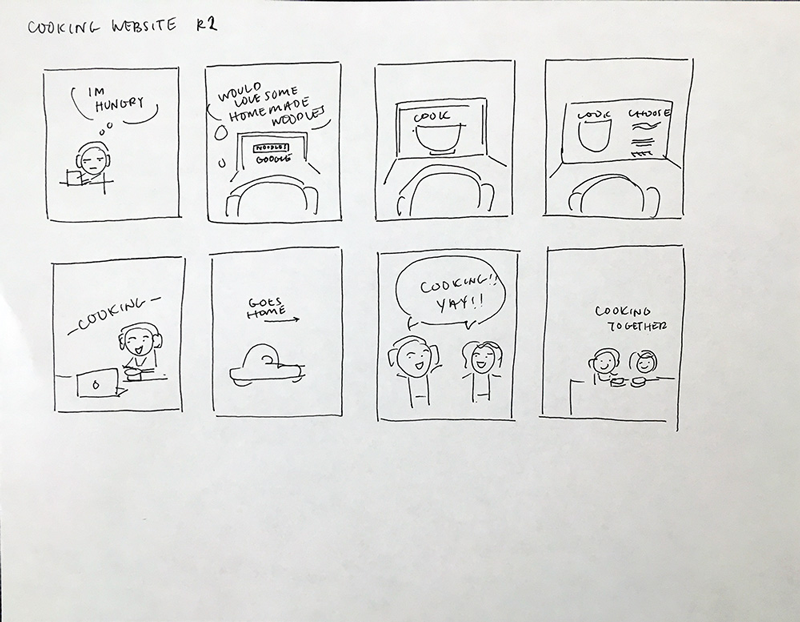 COOKING WEBSITE R2
IM
HUNGRY
WOULD
LOVE SOME
HOMEMADE
NOODLES
NOODLES
GOOGLE
COOK
COOK
CHOOSE
-COOKING-
GOES
HOME
COOKING!!
YAY!!
COOKING
TOGETHER